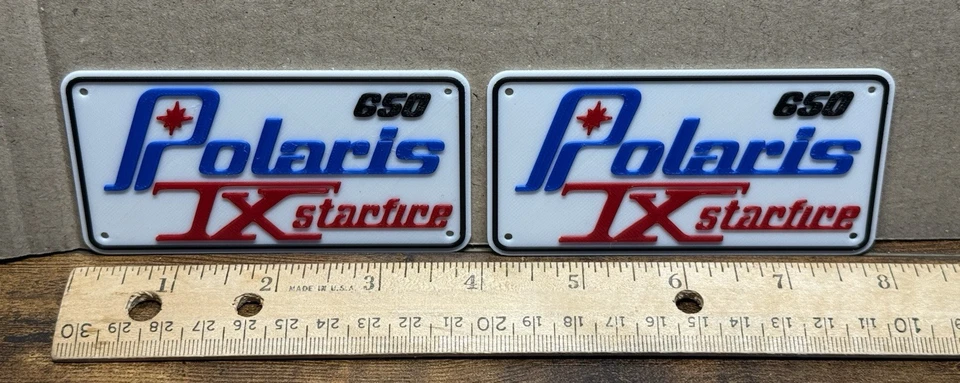 650
Polaris
TX starfire
650
Polaris
TX starfire
1 2 MADE IN U.S.A. 3 4 5 6 7 8
30 29 28 27 26 25 24 23 22 21 20 19 18 17 16 15 14 13 12 11 10 9